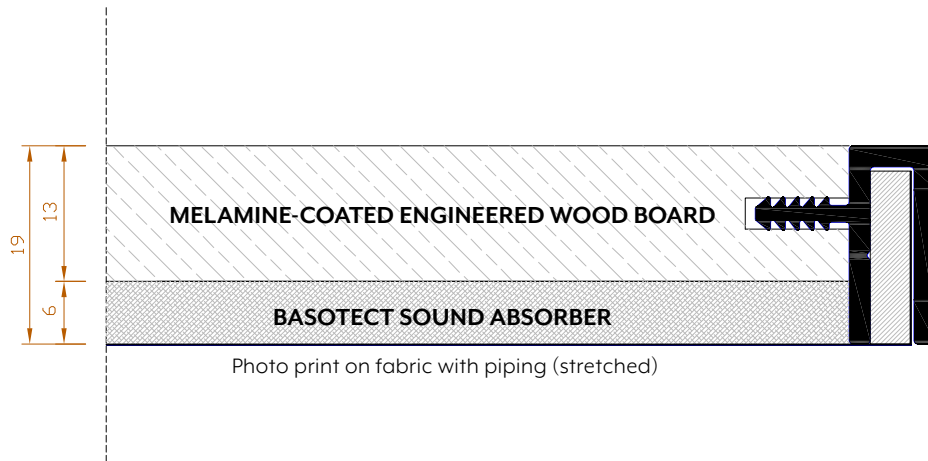 19
13
MELAMINE-COATED ENGINEERED WOOD BOARD
6
BASOTECT SOUND ABSORBER
Photo print on fabric with piping (stretched)